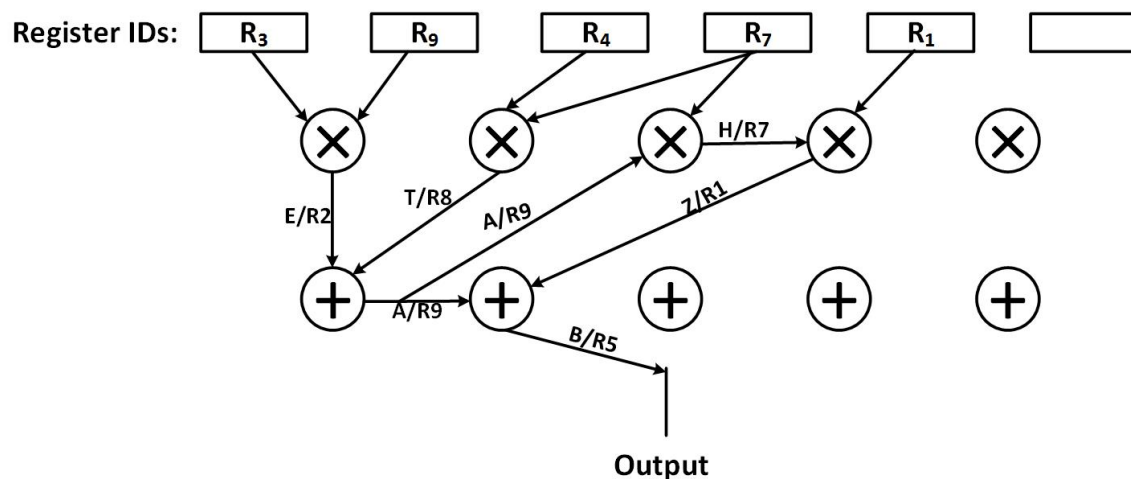 Register IDs: R₃ R₉ R₄ R₇ R₁
H/R7
E/R2
T/R8
A/R9
Z/R1
A/R9
B/R5
Output